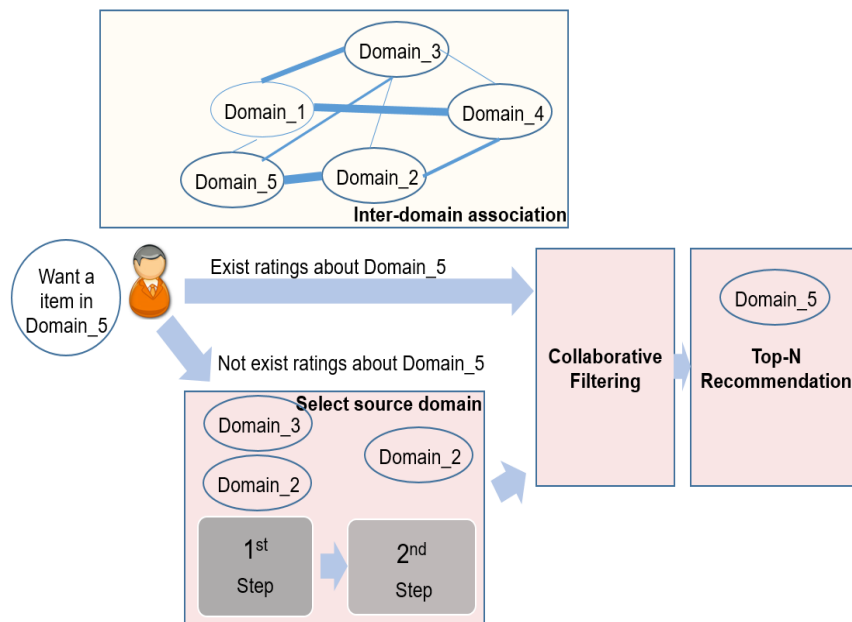 Domain_3
Domain_1
Domain_4
Domain_5
Domain_2
Inter-domain association
Want a
item in
Domain_5
Exist ratings about Domain_5
Not exist ratings about Domain_5
Select source domain
Domain_3
Domain_2
Domain_2
1st
Step
2nd
Step
Collaborative
Filtering
Domain_5
Top-N
Recommendation